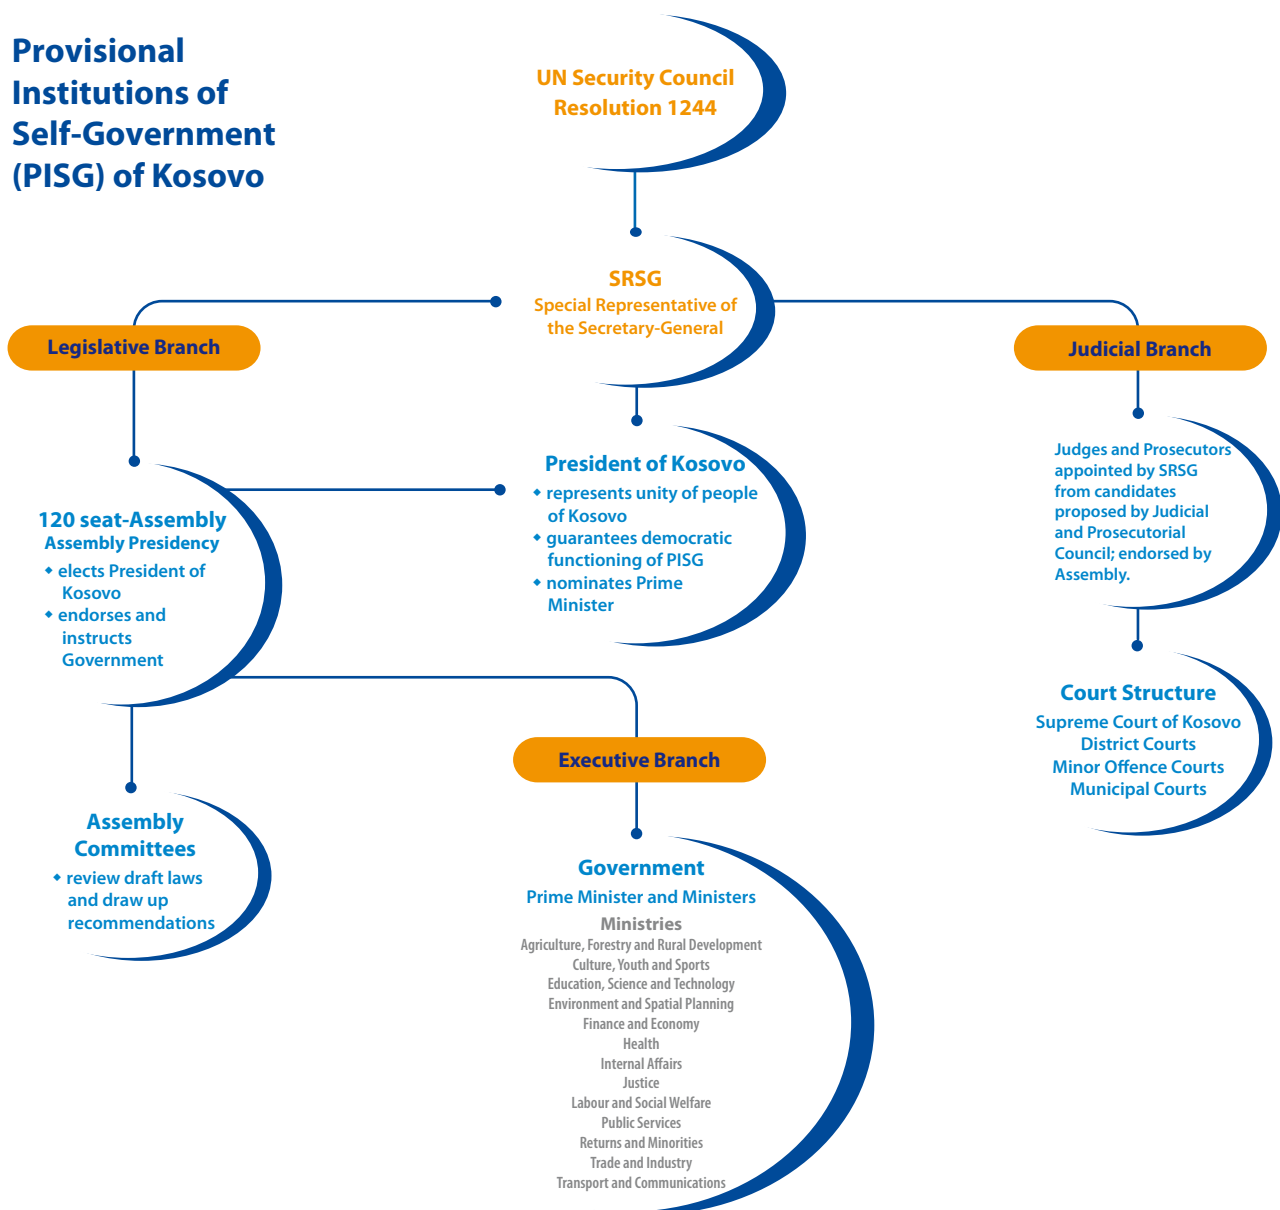 Provisional
Institutions of
Self-Government
(PISG) of Kosovo
UN Security Council
Resolution 1244
SRSG
Special Representative of
the Secretary-General
Legislative Branch
Judicial Branch
120 seat-Assembly
Assembly Presidency
◆ elects President of
Kosovo
◆ endorses and
instructs
Government
President of Kosovo
◆ represents unity of people
of Kosovo
◆ guarantees democratic
functioning of PISG
◆ nominates Prime
Minister
Judges and Prosecutors
appointed by SRSG
from candidates
proposed by Judicial
and Prosecutorial
Council; endorsed by
Assembly.
Court Structure
Supreme Court of Kosovo
District Courts
Minor Offence Courts
Municipal Courts
Assembly
Committees
◆ review draft laws
and draw up
recommendations
Executive Branch
Government
Prime Minister and Ministers
Ministries
Agriculture, Forestry and Rural Development
Culture, Youth and Sports
Education, Science and Technology
Environment and Spatial Planning
Finance and Economy
Health
Internal Affairs
Justice
Labour and Social Welfare
Public Services
Returns and Minorities
Trade and Industry
Transport and Communications